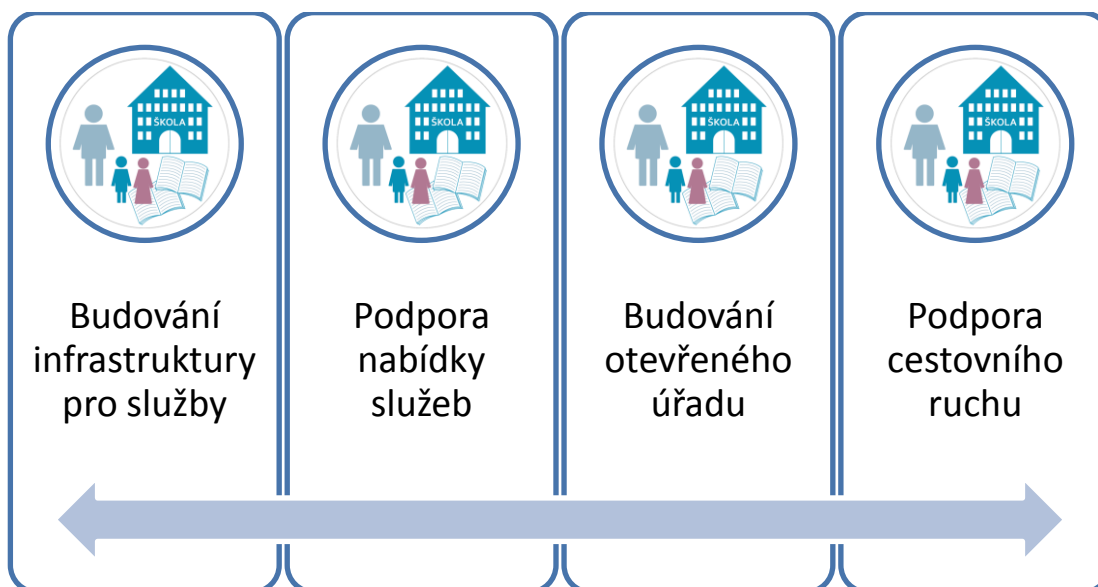 ŠKOLA
Budování
infrastruktury
pro služby
ŠKOLA
Podpora
nabídky
služeb
ŠKOLA
Budování
otevřeného
úřadu
ŠKOLA
Podpora
cestovního
ruchu